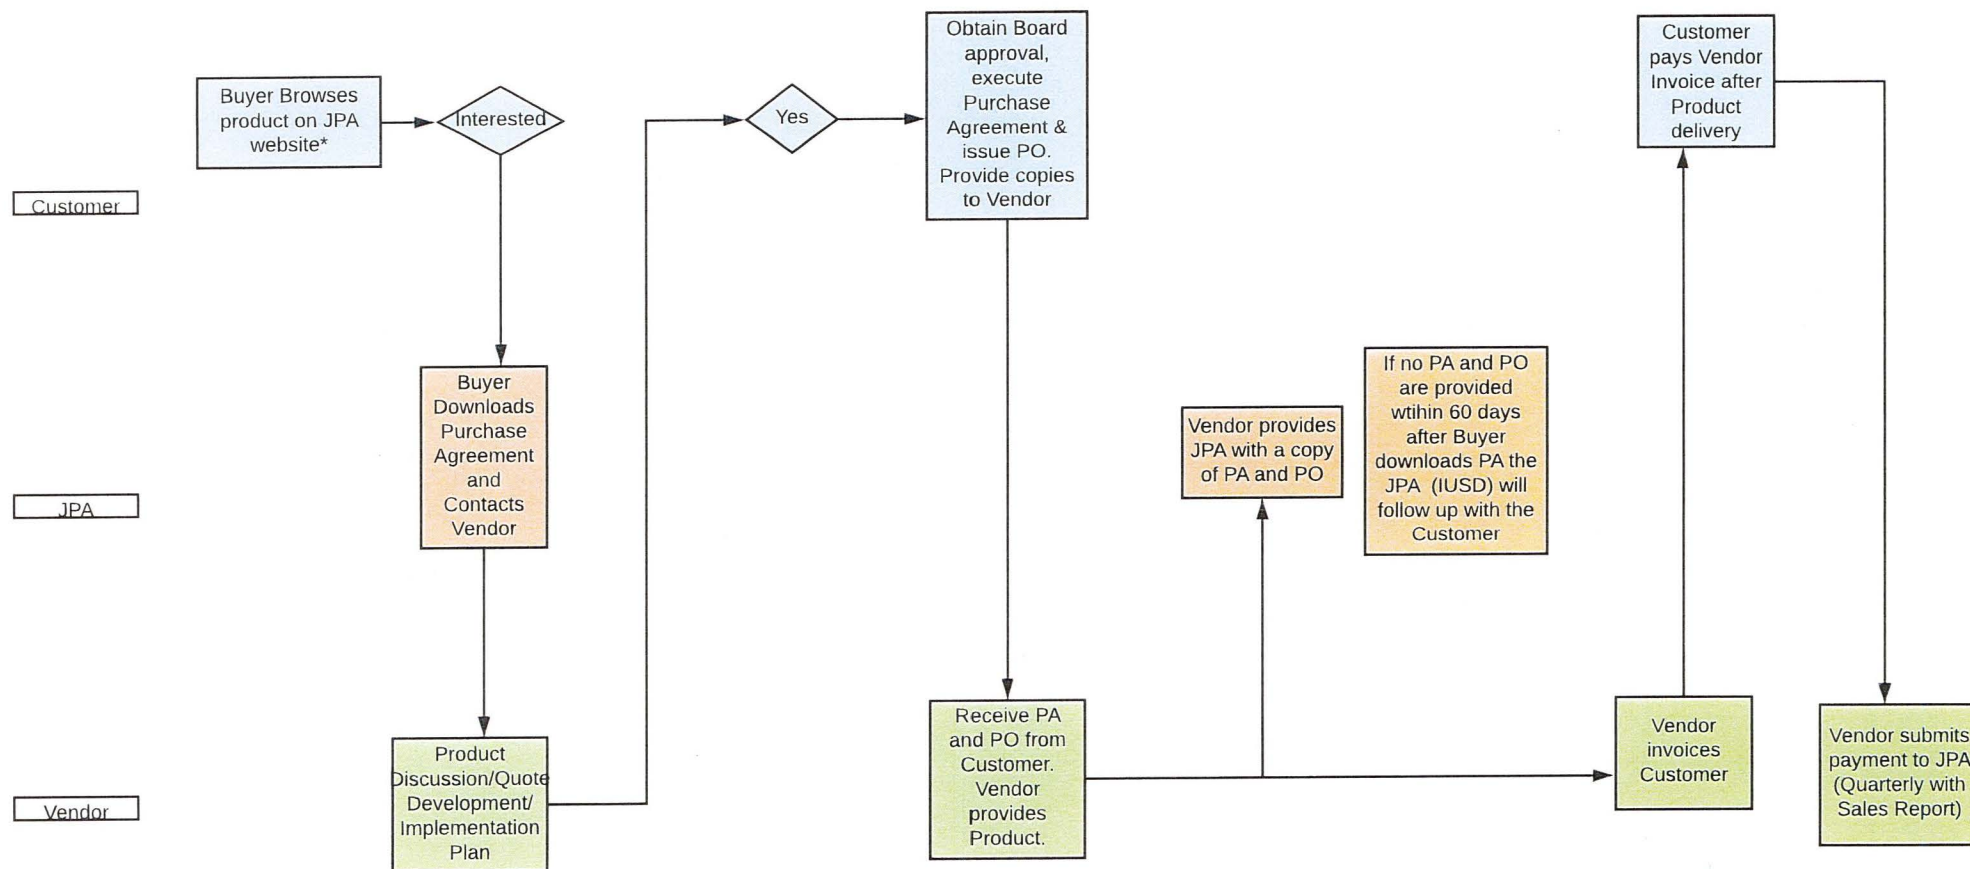 Buyer Browses
product on JPA
website*
Interested
Yes
Obtain Board
approval,
execute
Purchase
Agreement &
issue PO.
Provide copies
to Vendor
Customer
pays Vendor
Invoice after
Product
delivery
Customer
Buyer
Downloads
Purchase
Agreement
and
Contacts
Vendor
Vendor provides
JPA with a copy
of PA and PO
If no PA and PO
are provided
wtihin 60 days
after Buyer
downloads PA the
JPA (IUSD) will
follow up with the
Customer
JPA
Product
Discussion/Quote
Development/
Implementation
Plan
Receive PA
and PO from
Customer.
Vendor
provides
Product.
Vendor
invoices
Customer
Vendor submits
payment to JPA
(Quarterly with
Sales Report)
Vendor